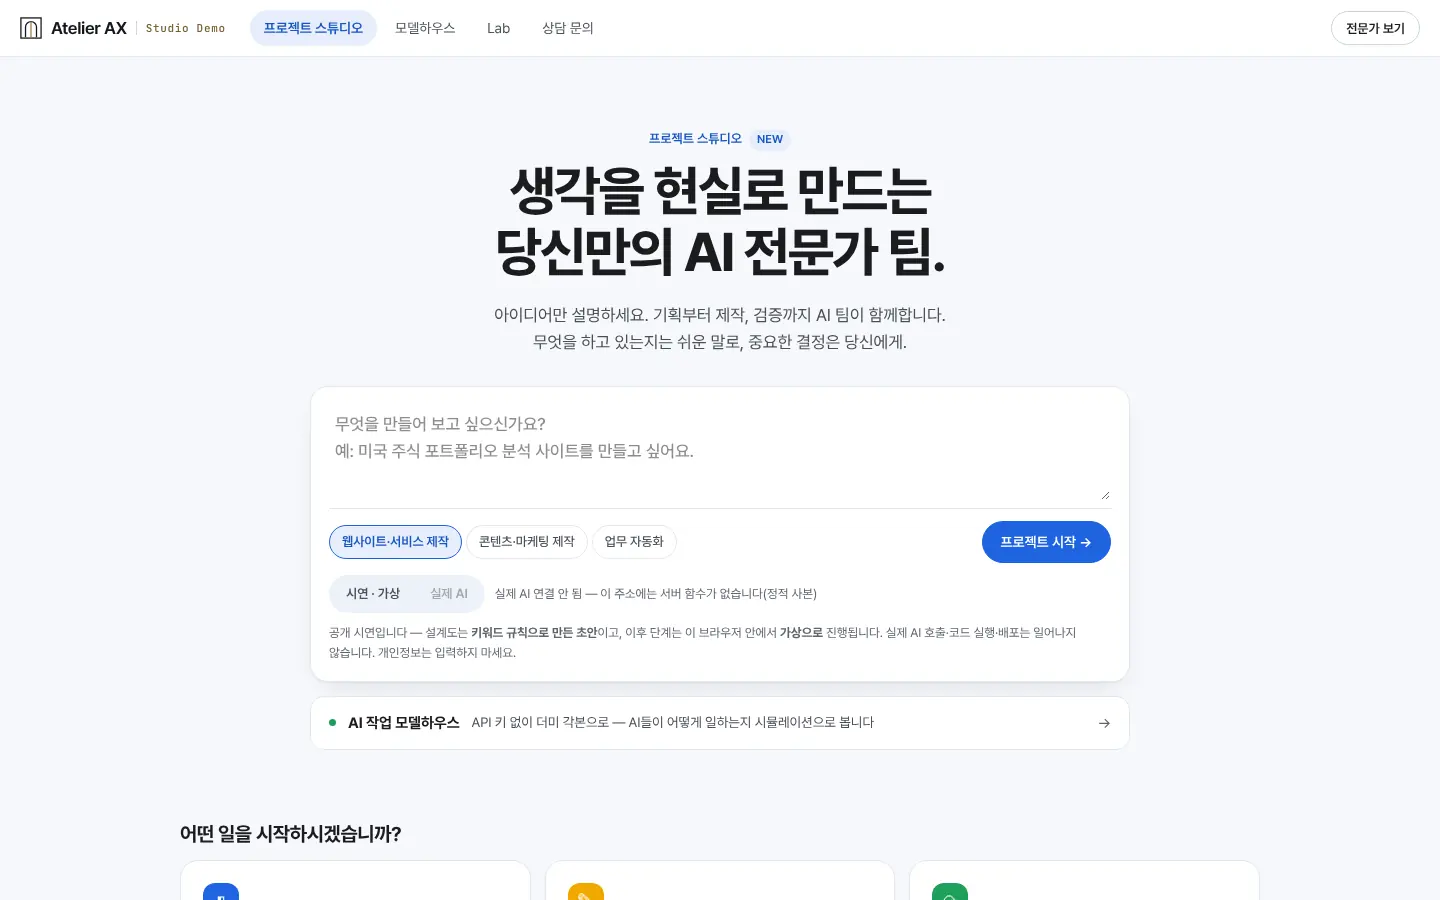 Atelier AX
Studio Demo
프로젝트 스튜디오
모델하우스
Lab
상담 문의
전문가 보기
프로젝트 스튜디오
NEW
생각을 현실로 만드는
당신만의 AI 전문가 팀.
아이디어만 설명하세요. 기획부터 제작, 검증까지 AI 팀이 함께합니다.
무엇을 하고 있는지는 쉬운 말로, 중요한 결정은 당신에게.
무엇을 만들어 보고 싶으신가요?
예: 미국 주식 포트폴리오 분석 사이트를 만들고 싶어요.
웹사이트·서비스 제작
콘텐츠·마케팅 제작
업무 자동화
프로젝트 시작 →
시연 · 가상
실제 AI
실제 AI 연결 안 됨 — 이 주소에는 서버 함수가 없습니다(정적 사본)
공개 시연입니다 — 설계도는 키워드 규칙으로 만든 초안이고, 이후 단계는 이 브라우저 안에서 가상으로 진행됩니다. 실제 AI 호출·코드 실행·배포는 일어나지
않습니다. 개인정보는 입력하지 마세요.
AI 작업 모델하우스
API 키 없이 더미 각본으로 — AI들이 어떻게 일하는지 시뮬레이션으로 봅니다
→
어떤 일을 시작하시겠습니까?